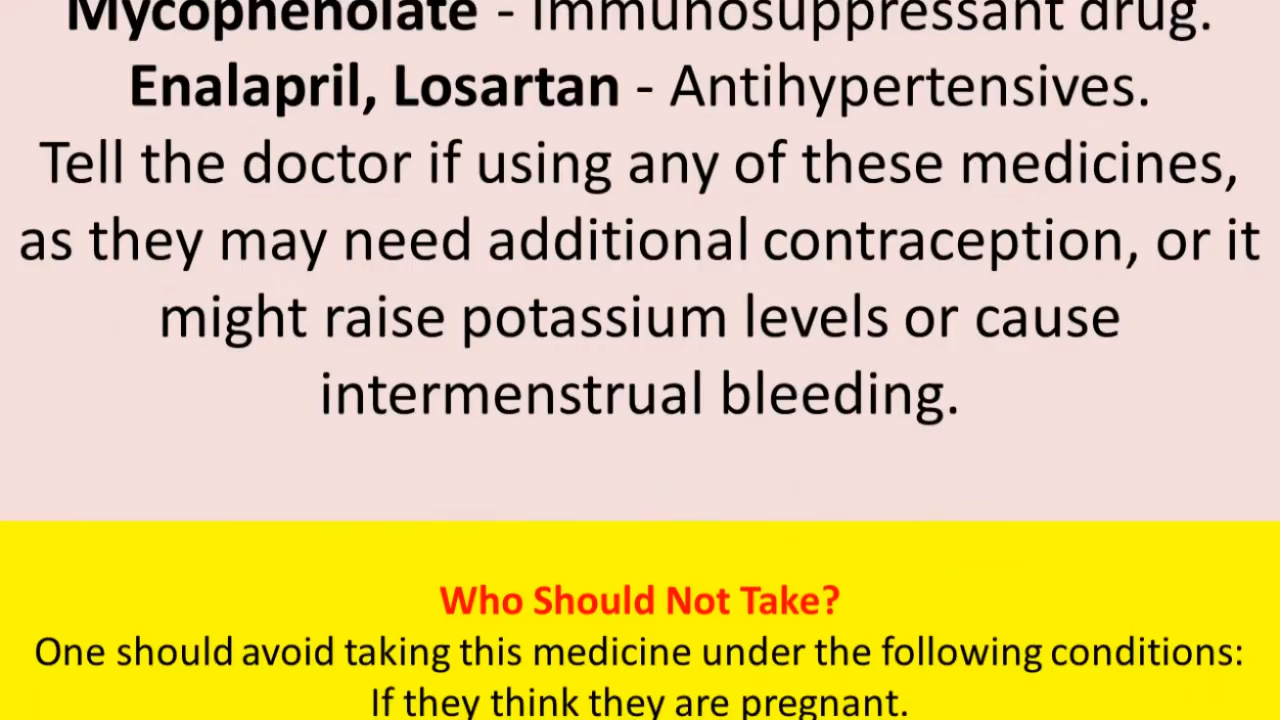 Mycophenolate - Immunosuppressant drug.
Enalapril, Losartan - Antihypertensives.
Tell the doctor if using any of these medicines,
as they may need additional contraception, or it
might raise potassium levels or cause
intermenstrual bleeding.
Who Should Not Take?
One should avoid taking this medicine under the following conditions:
If they think they are pregnant.